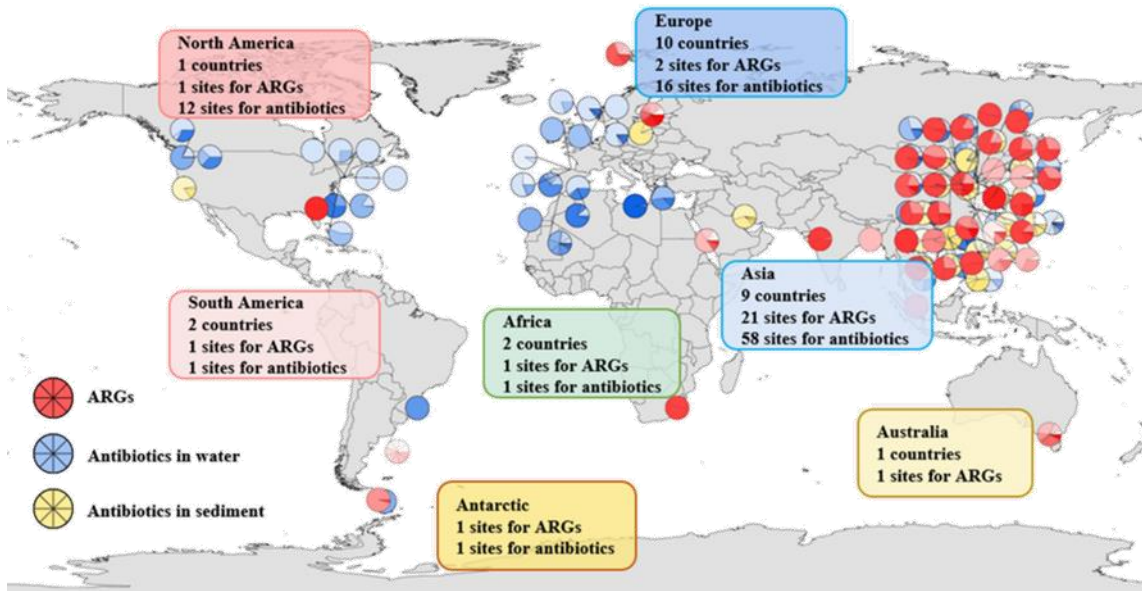 North America
1 countries
1 sites for ARGs
12 sites for antibiotics
Europe
10 countries
2 sites for ARGs
16 sites for antibiotics
South America
2 countries
1 sites for ARGs
1 sites for antibiotics
Africa
2 countries
1 sites for ARGs
1 sites for antibiotics
Asia
9 countries
21 sites for ARGs
58 sites for antibiotics
ARGs
Antibiotics in water
Antibiotics in sediment
Australia
1 countries
1 sites for ARGs
Antarctic
1 sites for ARGs
1 sites for antibiotics